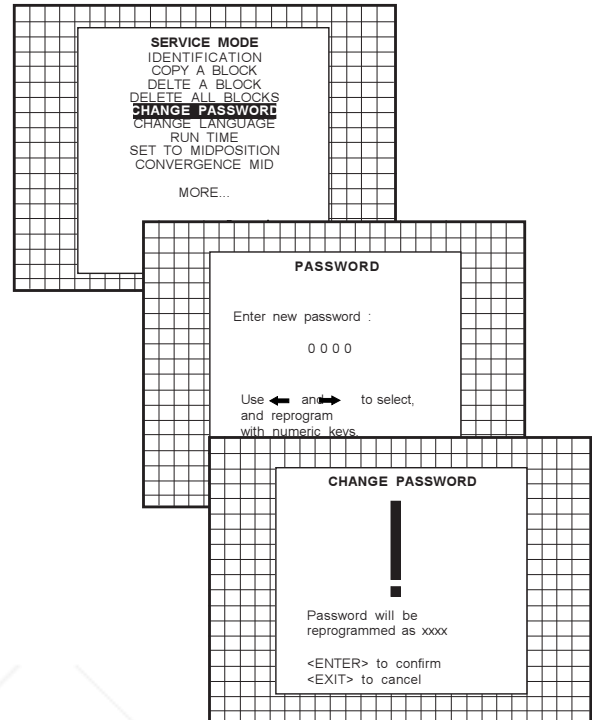 SERVICE MODE
IDENTIFICATION
COPY A BLOCK
DELTE A BLOCK
DELETE ALL BLOCKS
CHANGE PASSWORD
CHANGE LANGUAGE
RUN TIME
SET TO MIDPOSITION
CONVERGENCE MID
MORE...
PASSWORD
Enter new password :
0 0 0 0
Use ← and → to select,
and reprogram
with numeric keys.
CHANGE PASSWORD
!
Password will be
reprogrammed as xxxx
<ENTER> to confirm
<EXIT> to cancel